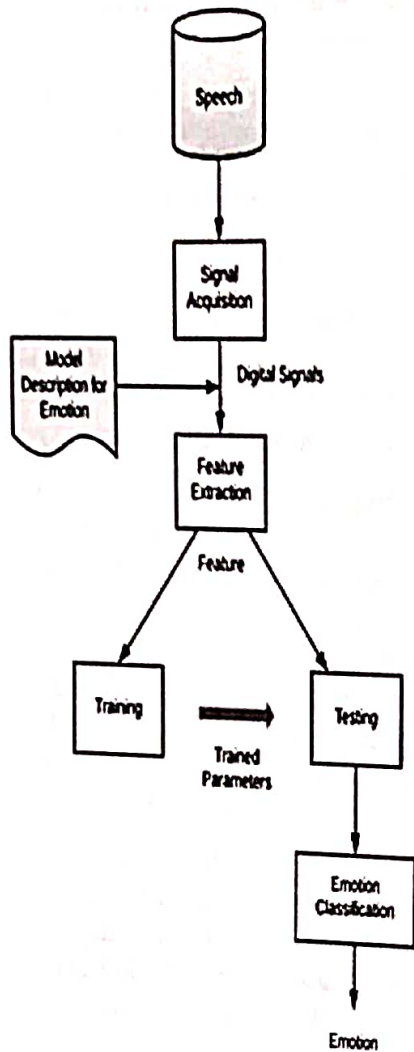 Speech
Signal
Acquisition
Model
Description for
Emotion
Digital Signals
Feature
Extraction
Feature
Training
Testing
Trained
Parameters
Emotion
Classification
Emotion